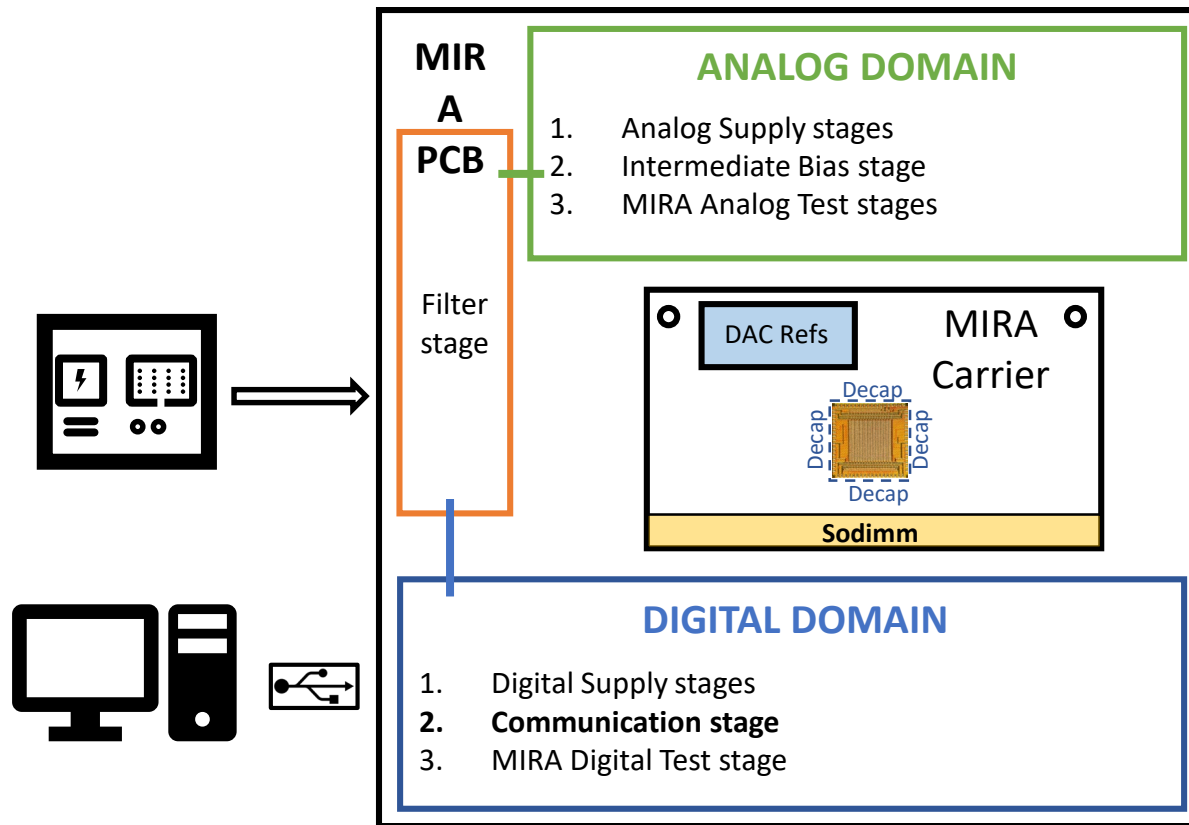 MIR
A
PCB
ANALOG DOMAIN
1. Analog Supply stages
2. Intermediate Bias stage
3. MIRA Analog Test stages
Filter
stage
DAC Refs
MIRA
Carrier
Decap
Decap
Decap
Decap
Sodimm
DIGITAL DOMAIN
1. Digital Supply stages
2. Communication stage
3. MIRA Digital Test stage